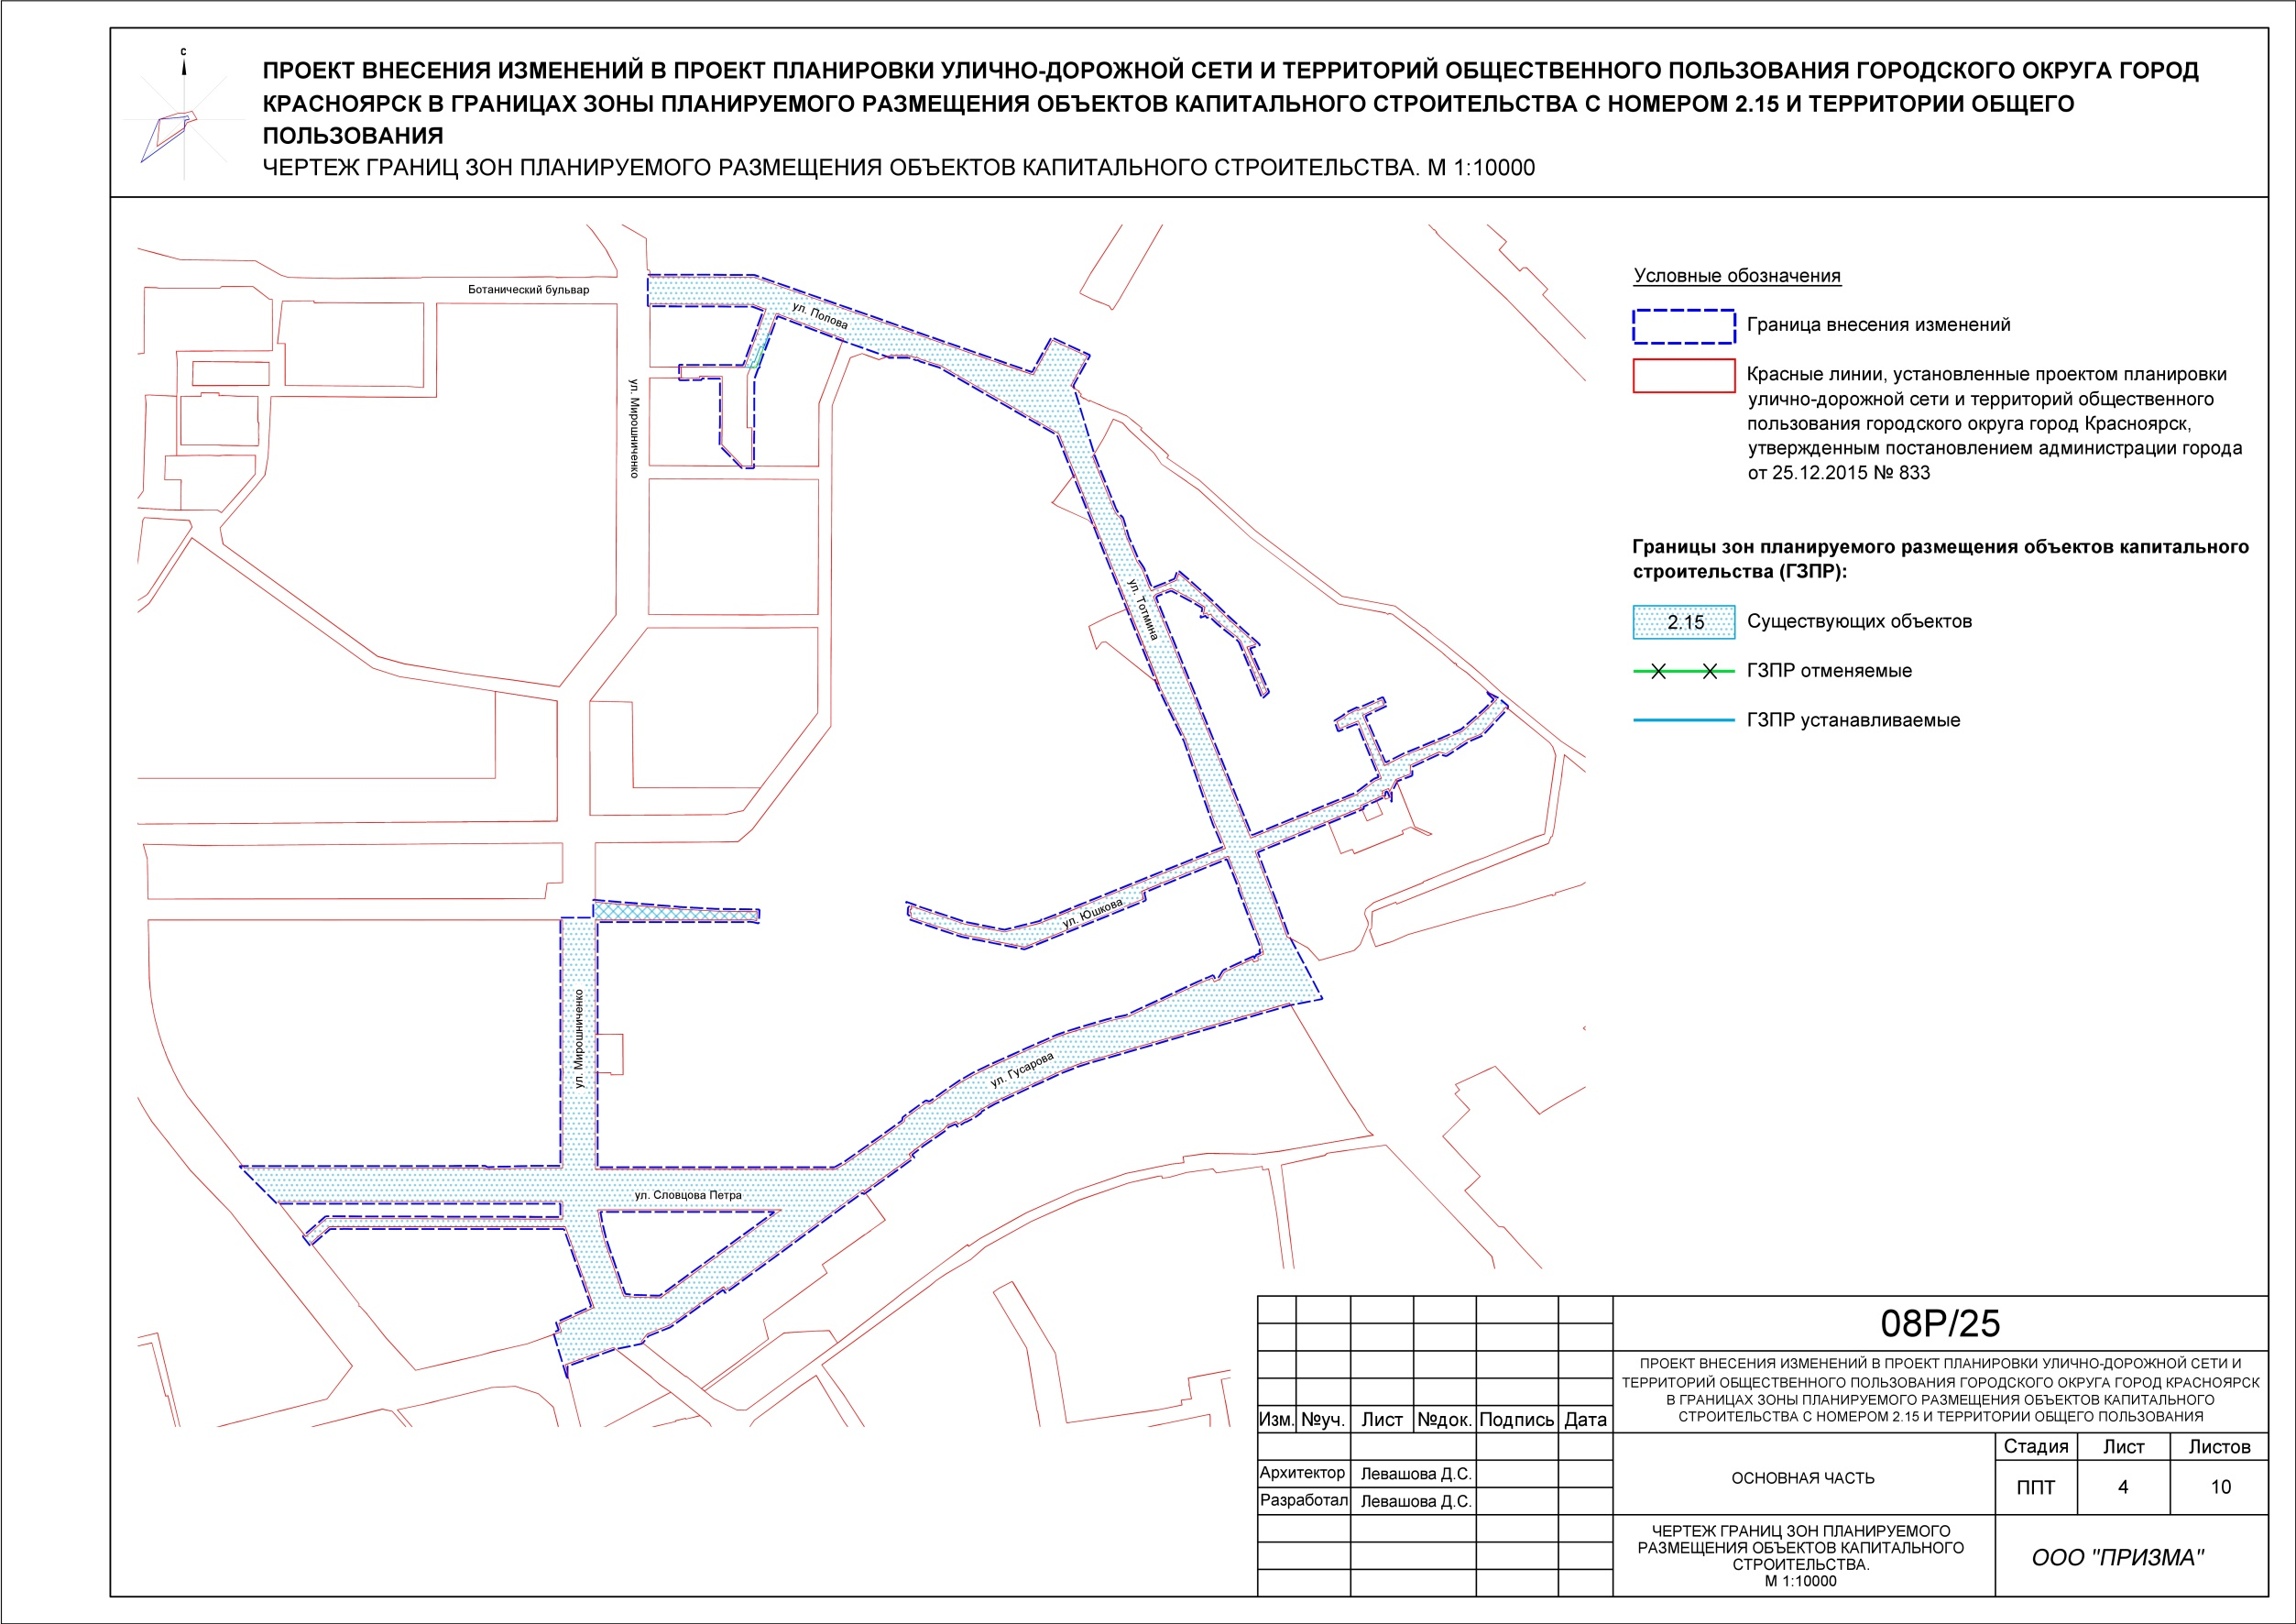 С
ПРОЕКТ ВНЕСЕНИЯ ИЗМЕНЕНИЙ В ПРОЕКТ ПЛАНИРОВКИ УЛИЧНО-ДОРОЖНОЙ СЕТИ И ТЕРРИТОРИЙ ОБЩЕСТВЕННОГО ПОЛЬЗОВАНИЯ ГОРОДСКОГО ОКРУГА ГОРОД
КРАСНОЯРСК В ГРАНИЦАХ ЗОНЫ ПЛАНИРУЕМОГО РАЗМЕЩЕНИЯ ОБЪЕКТОВ КАПИТАЛЬНОГО СТРОИТЕЛЬСТВА С НОМЕРОМ 2.15 И ТЕРРИТОРИИ ОБЩЕГО
ПОЛЬЗОВАНИЯ
ЧЕРТЕЖ ГРАНИЦ ЗОН ПЛАНИРУЕМОГО РАЗМЕЩЕНИЯ ОБЪЕКТОВ КАПИТАЛЬНОГО СТРОИТЕЛЬСТВА. М 1:10000
Ботанический бульвар
ул. Попова
ул. Мирошниченко
ул. Тотмина
ул. Юшкова
ул. Мирошниченко
ул. Гусарова
ул. Словцова Петра
Условные обозначения
Граница внесения изменений
Красные линии, установленные проектом планировки
улично-дорожной сети и территорий общественного
пользования городского округа город Красноярск,
утвержденным постановлением администрации города
от 25.12.2015 № 833
Границы зон планируемого размещения объектов капитального
строительства (ГЗПР):
2.15 Существующих объектов
ГЗПР отменяемые
ГЗПР устанавливаемые
08Р/25
ПРОЕКТ ВНЕСЕНИЯ ИЗМЕНЕНИЙ В ПРОЕКТ ПЛАНИРОВКИ УЛИЧНО-ДОРОЖНОЙ СЕТИ И
ТЕРРИТОРИЙ ОБЩЕСТВЕННОГО ПОЛЬЗОВАНИЯ ГОРОДСКОГО ОКРУГА ГОРОД КРАСНОЯРСК
В ГРАНИЦАХ ЗОНЫ ПЛАНИРУЕМОГО РАЗМЕЩЕНИЯ ОБЪЕКТОВ КАПИТАЛЬНОГО
СТРОИТЕЛЬСТВА С НОМЕРОМ 2.15 И ТЕРРИТОРИИ ОБЩЕГО ПОЛЬЗОВАНИЯ
Изм. №уч. Лист №док. Подпись Дата
Архитектор Левашова Д.С.
Разработал Левашова Д.С.
ОСНОВНАЯ ЧАСТЬ
Стадия Лист Листов
ППТ 4 10
ЧЕРТЕЖ ГРАНИЦ ЗОН ПЛАНИРУЕМОГО
РАЗМЕЩЕНИЯ ОБЪЕКТОВ КАПИТАЛЬНОГО
СТРОИТЕЛЬСТВА.
М 1:10000
ООО "ПРИЗМА"